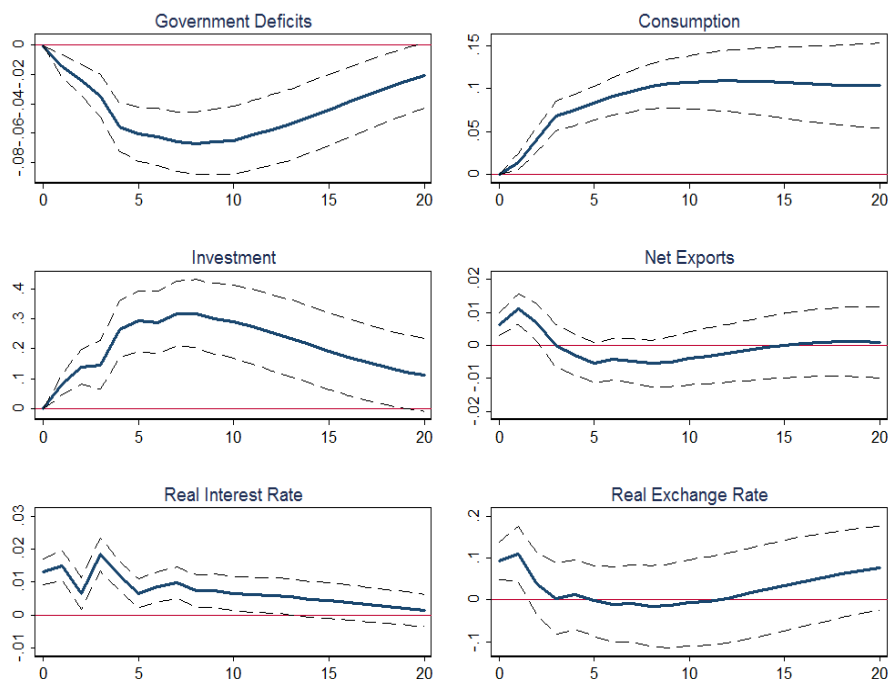 Government Deficits
-.08-.06-.04-.02 0
0 5 10 15 20
Consumption
0 .05 .1 .15
0 5 10 15 20
Investment
0 .1 .2 .3 .4
0 5 10 15 20
Net Exports
-.02 -.01 0 .01 .02
0 5 10 15 20
Real Interest Rate
-.01 0 .01 .02 .03
0 5 10 15 20
Real Exchange Rate
-.1 0 .1 .2
0 5 10 15 20